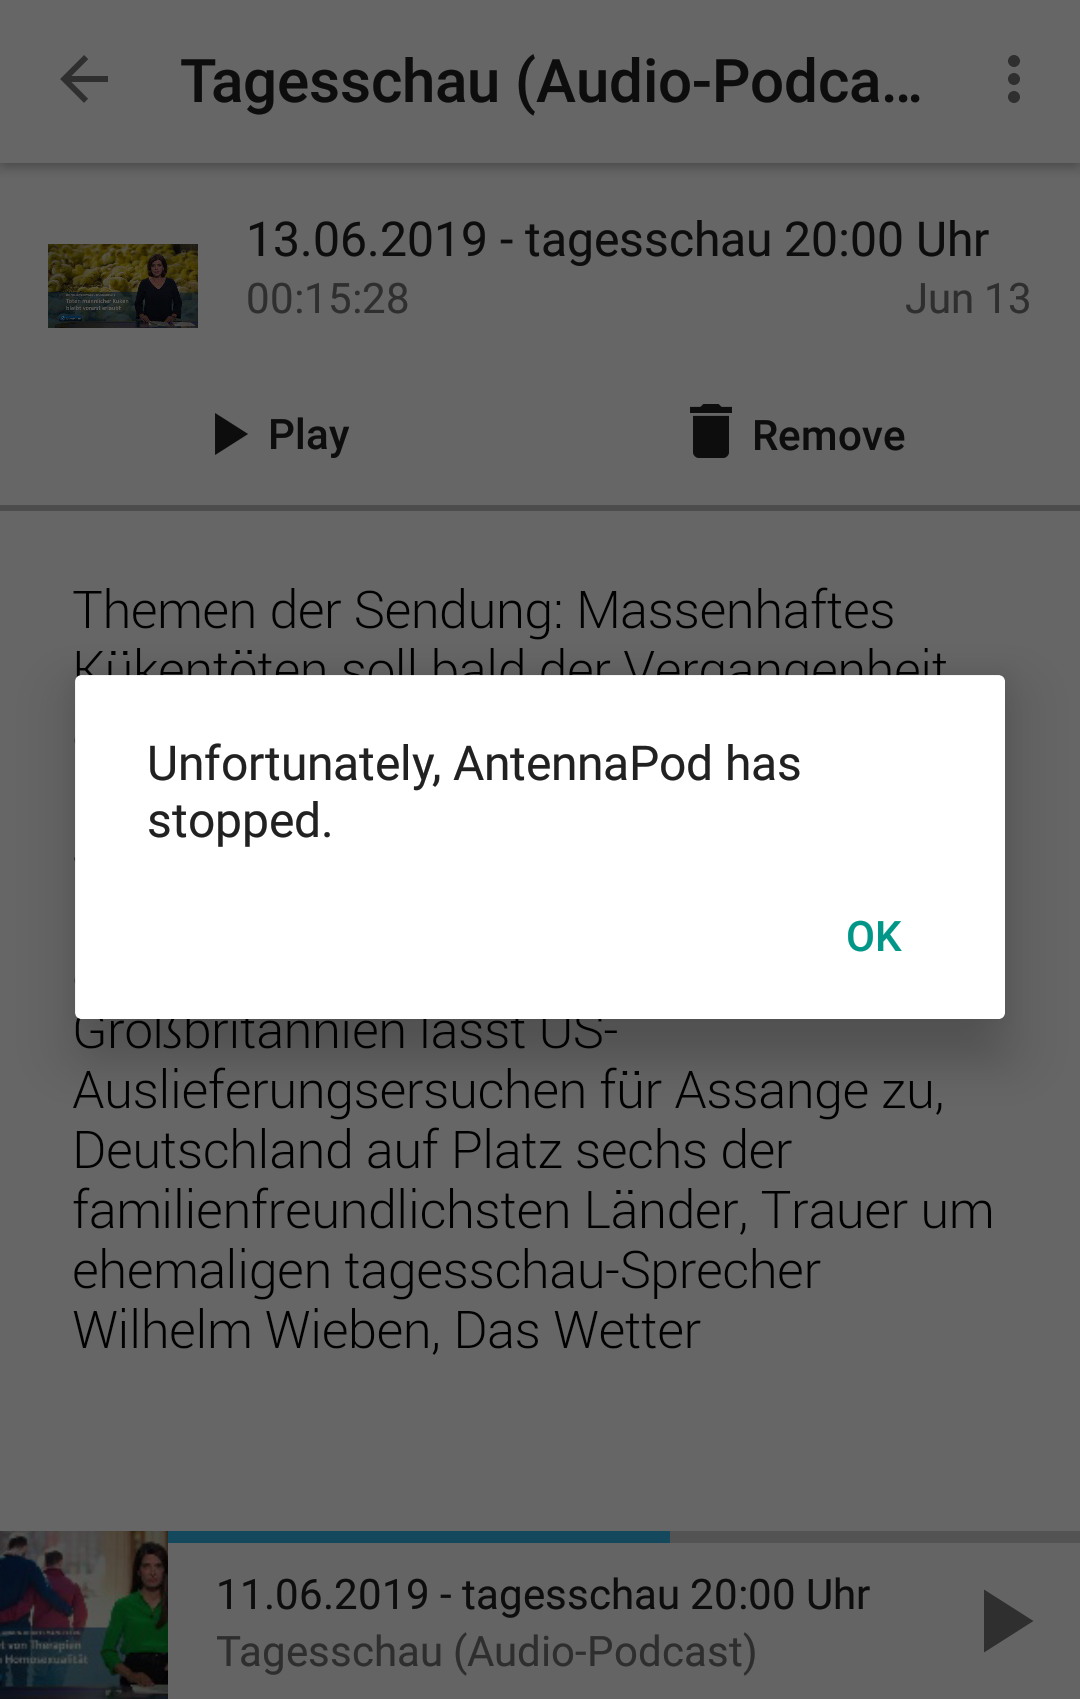 Tagesschau (Audio-Podca...
13.06.2019 - tagesschau 20:00 Uhr
00:15:28
Jun 13
Play
Remove
Themen der Sendung: Massenhaftes
Kükentöten soll bald der Vergangenheit
Unfortunately, AntennaPod has
stopped.
OK
Großbritannien lässt US-
Auslieferungsersuchen für Assange zu,
Deutschland auf Platz sechs der
familienfreundlichsten Länder, Trauer um
ehemaligen tagesschau-Sprecher
Wilhelm Wieben, Das Wetter
von Therapien
Homosexualität
11.06.2019 - tagesschau 20:00 Uhr
Tagesschau (Audio-Podcast)